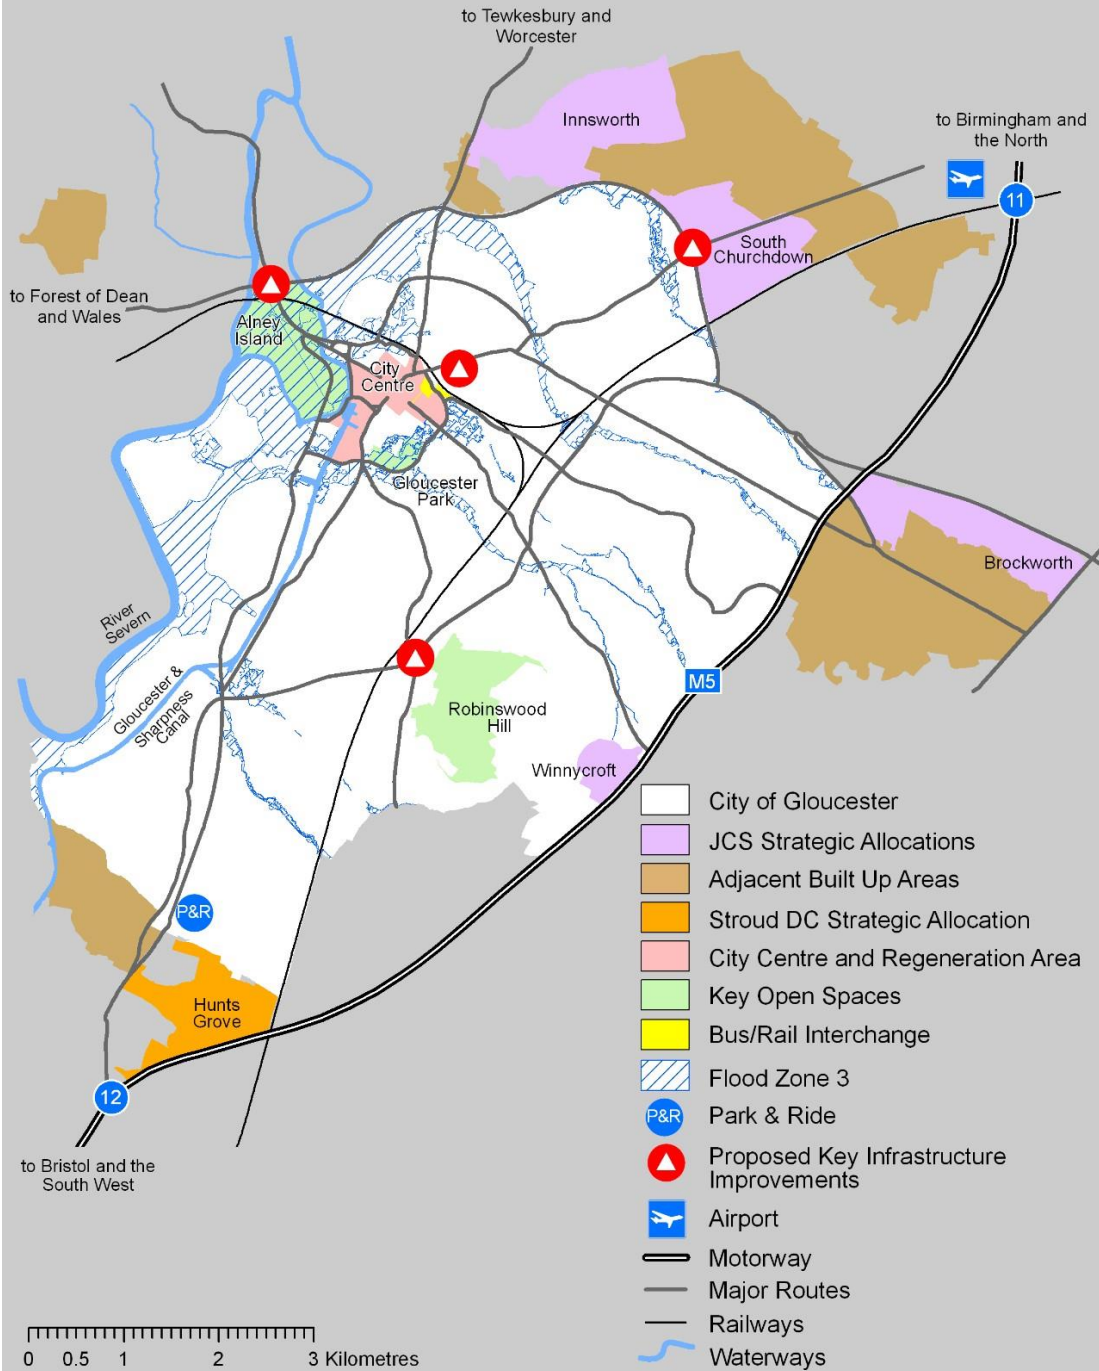 to Tewkesbury and
Worcester
Innsworth
to Birmingham and
the North
11
South
Churchdown
to Forest of Dean
and Wales
Alney
Island
City
Centre
Gloucester
Park
Brockworth
River
Severn
M5
Gloucester &
Sharpness
Canal
Robinswood
Hill
Winnycroft
P&R
Hunts
Grove
12
to Bristol and the
South West
City of Gloucester
JCS Strategic Allocations
Adjacent Built Up Areas
Stroud DC Strategic Allocation
City Centre and Regeneration Area
Key Open Spaces
Bus/Rail Interchange
Flood Zone 3
P&R Park & Ride
Proposed Key Infrastructure
Improvements
Airport
Motorway
Major Routes
Railways
Waterways
0 0.5 1 2 3 Kilometres